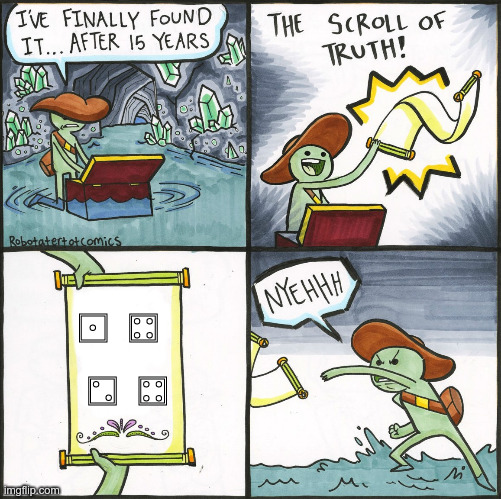 I'VE FINALLY FOUND
IT... AFTER 15 YEARS
THE SCROLL OF
TRUTH!
Robotatertotcomics
NYEHHH
imgflip.com